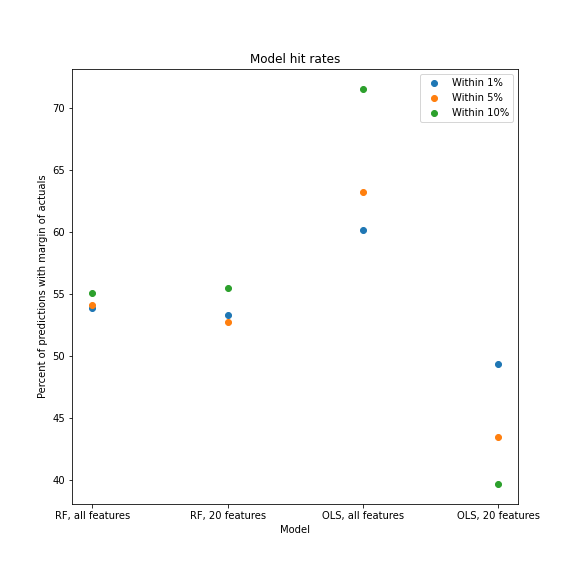 Model hit rates
Within 1%
Within 5%
Within 10%
Percent of predictions with margin of actuals
70
65
60
55
50
45
40
RF, all features
RF, 20 features
OLS, all features
OLS, 20 features
Model